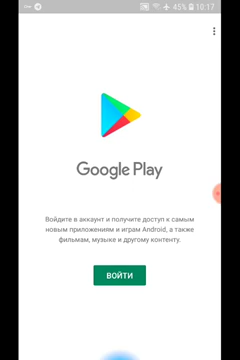 45% 10:17
Google Play
Войдите в аккаунт и получите доступ к самым
новым приложениям и играм Android, а также
фильмам, музыке и другому контенту.
ВОЙТИ